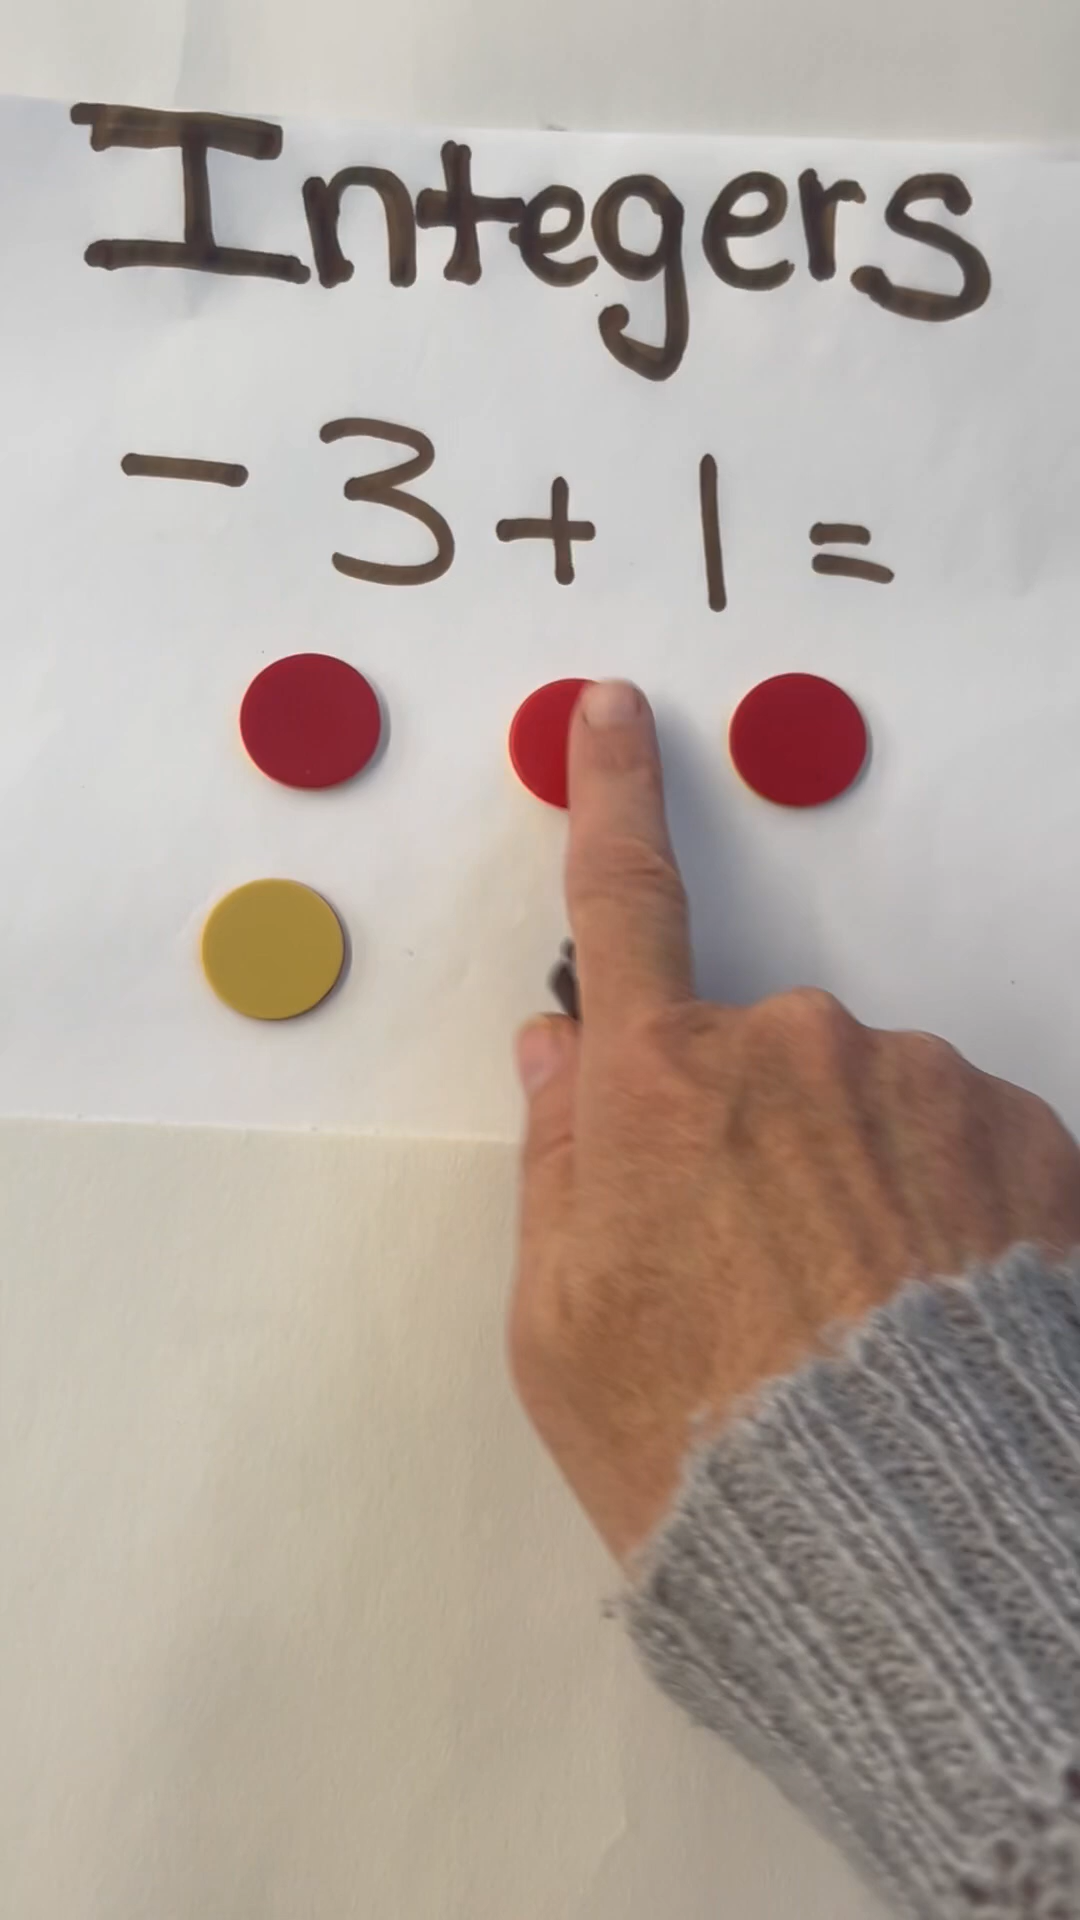 Integers
- 3 + 1 =